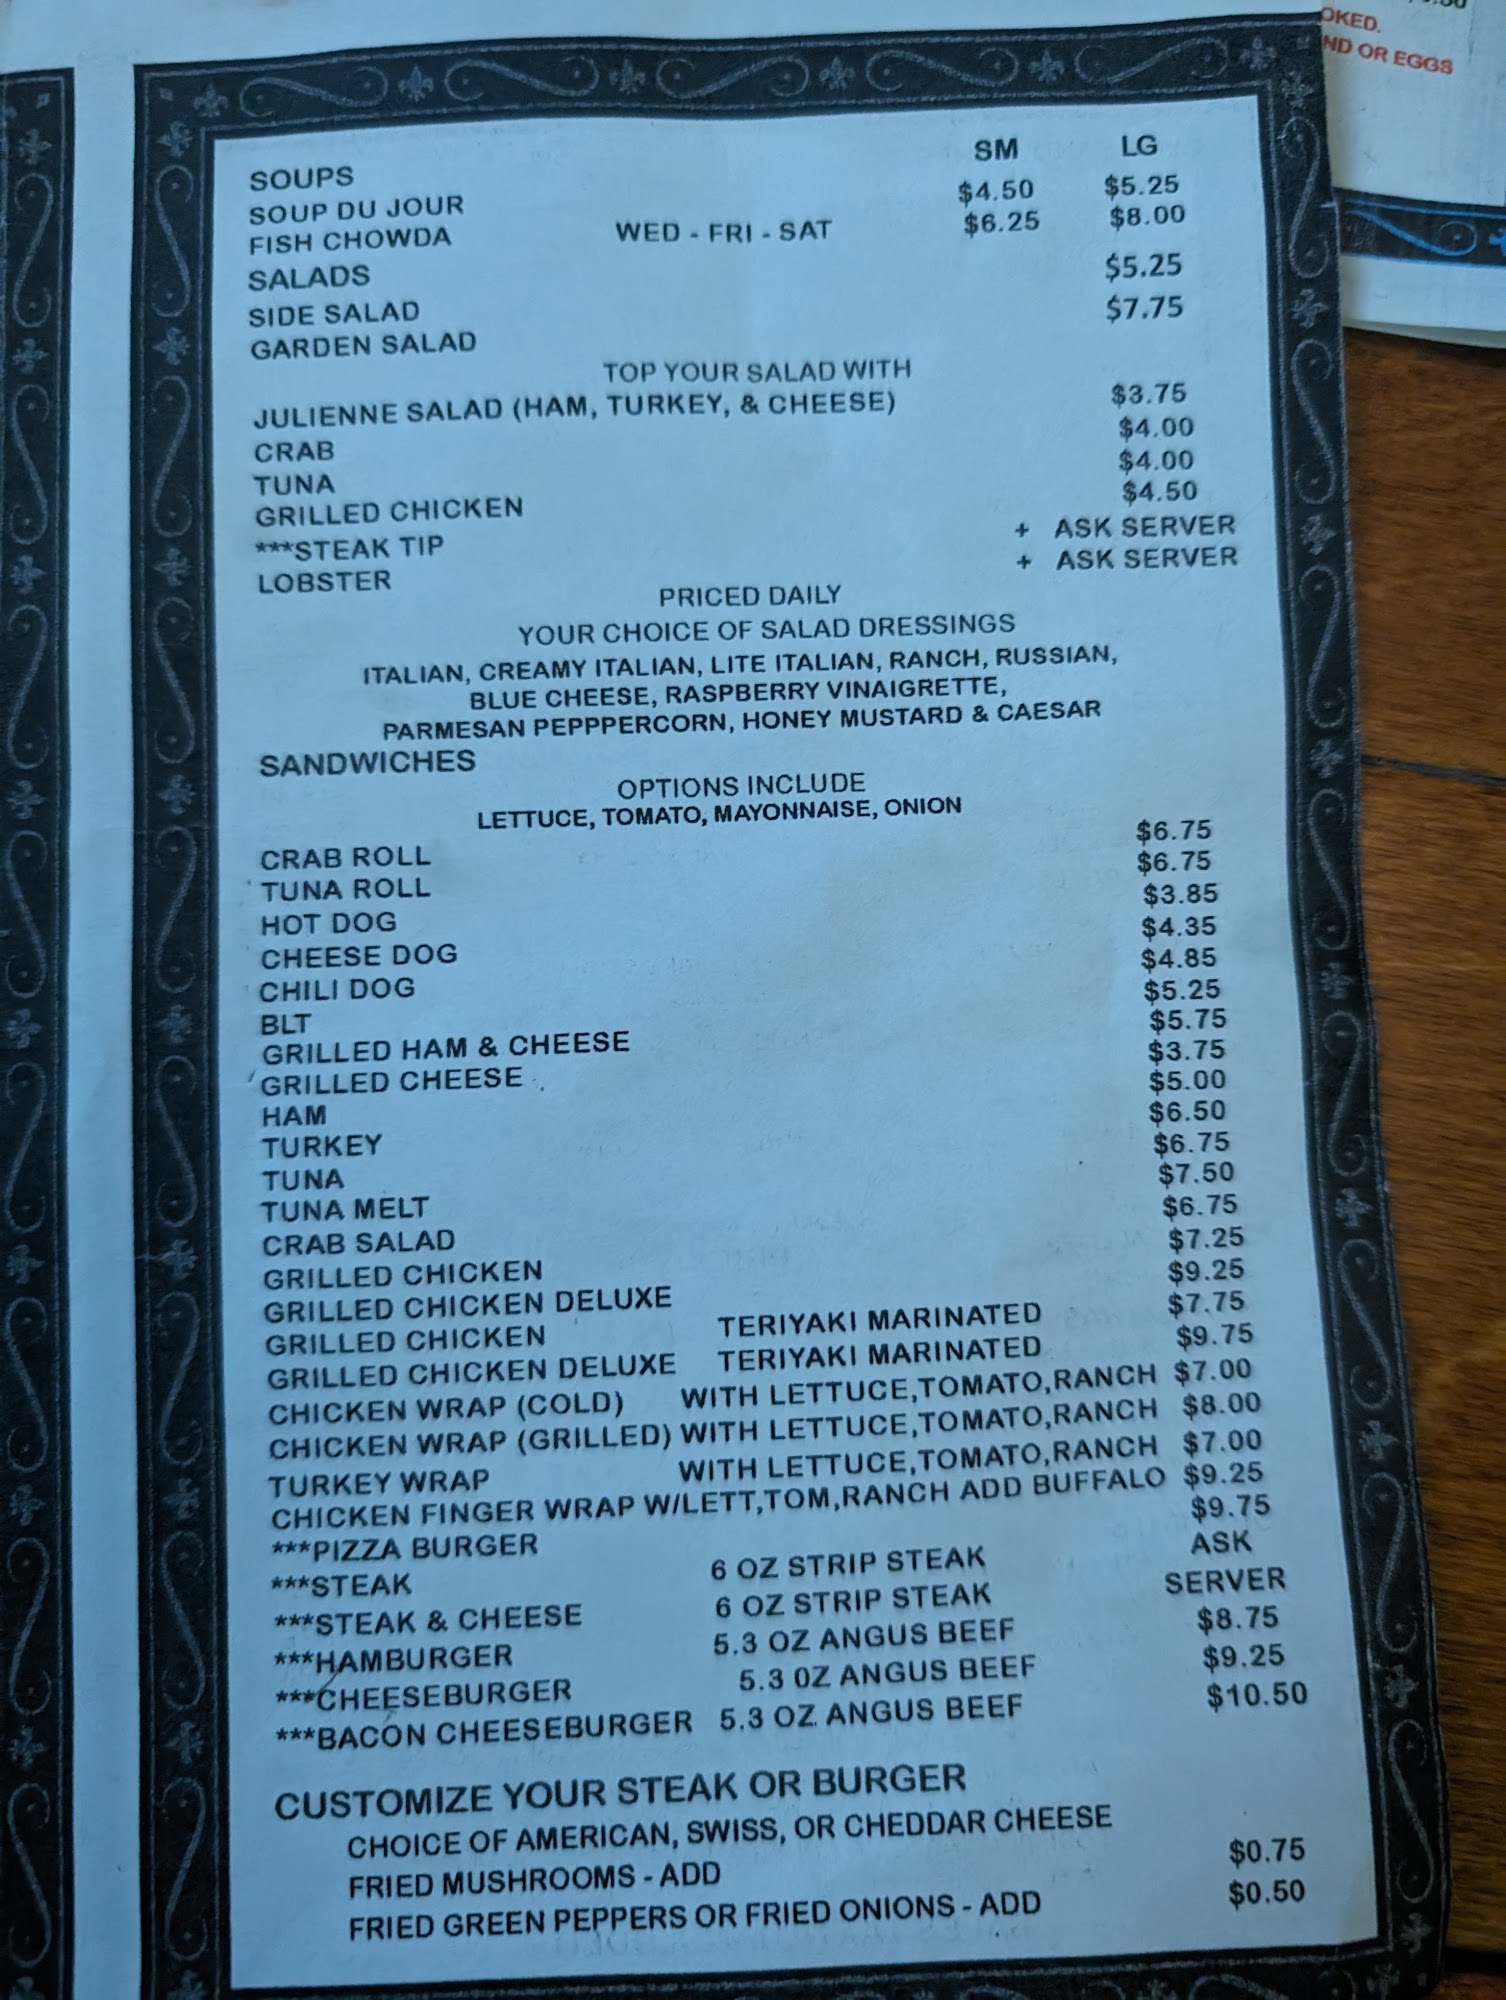 SM LG
SOUPS
SOUP DU JOUR $4.50 $5.25
FISH CHOWDA WED - FRI - SAT $6.25 $8.00
SALADS
SIDE SALAD $5.25
GARDEN SALAD $7.75
TOP YOUR SALAD WITH
JULIENNE SALAD (HAM, TURKEY, & CHEESE) $3.75
CRAB $4.00
TUNA $4.00
GRILLED CHICKEN $4.50
***STEAK TIP + ASK SERVER
LOBSTER + ASK SERVER
PRICED DAILY
YOUR CHOICE OF SALAD DRESSINGS
ITALIAN, CREAMY ITALIAN, LITE ITALIAN, RANCH, RUSSIAN,
BLUE CHEESE, RASPBERRY VINAIGRETTE,
PARMESAN PEPPPERCORN, HONEY MUSTARD & CAESAR
SANDWICHES
OPTIONS INCLUDE
LETTUCE, TOMATO, MAYONNAISE, ONION
CRAB ROLL $6.75
TUNA ROLL $6.75
HOT DOG $3.85
CHEESE DOG $4.35
CHILI DOG $4.85
BLT $5.25
GRILLED HAM & CHEESE $5.75
GRILLED CHEESE $3.75
HAM $5.00
TURKEY $6.50
TUNA $6.75
TUNA MELT $7.50
CRAB SALAD $6.75
GRILLED CHICKEN $7.25
GRILLED CHICKEN DELUXE $9.25
GRILLED CHICKEN TERIYAKI MARINATED $7.75
GRILLED CHICKEN DELUXE TERIYAKI MARINATED $9.75
CHICKEN WRAP (COLD) WITH LETTUCE,TOMATO,RANCH $7.00
CHICKEN WRAP (GRILLED) WITH LETTUCE,TOMATO,RANCH $8.00
TURKEY WRAP WITH LETTUCE,TOMATO,RANCH $7.00
CHICKEN FINGER WRAP W/LETT,TOM,RANCH ADD BUFFALO $9.25
***PIZZA BURGER $9.75
***STEAK 6 OZ STRIP STEAK ASK
***STEAK & CHEESE 6 OZ STRIP STEAK SERVER
***HAMBURGER 5.3 OZ ANGUS BEEF $8.75
***CHEESEBURGER 5.3 OZ ANGUS BEEF $9.25
***BACON CHEESEBURGER 5.3 OZ ANGUS BEEF $10.50
CUSTOMIZE YOUR STEAK OR BURGER
CHOICE OF AMERICAN, SWISS, OR CHEDDAR CHEESE
FRIED MUSHROOMS - ADD $0.75
FRIED GREEN PEPPERS OR FRIED ONIONS - ADD $0.50
OKED.
ND OR EGGS